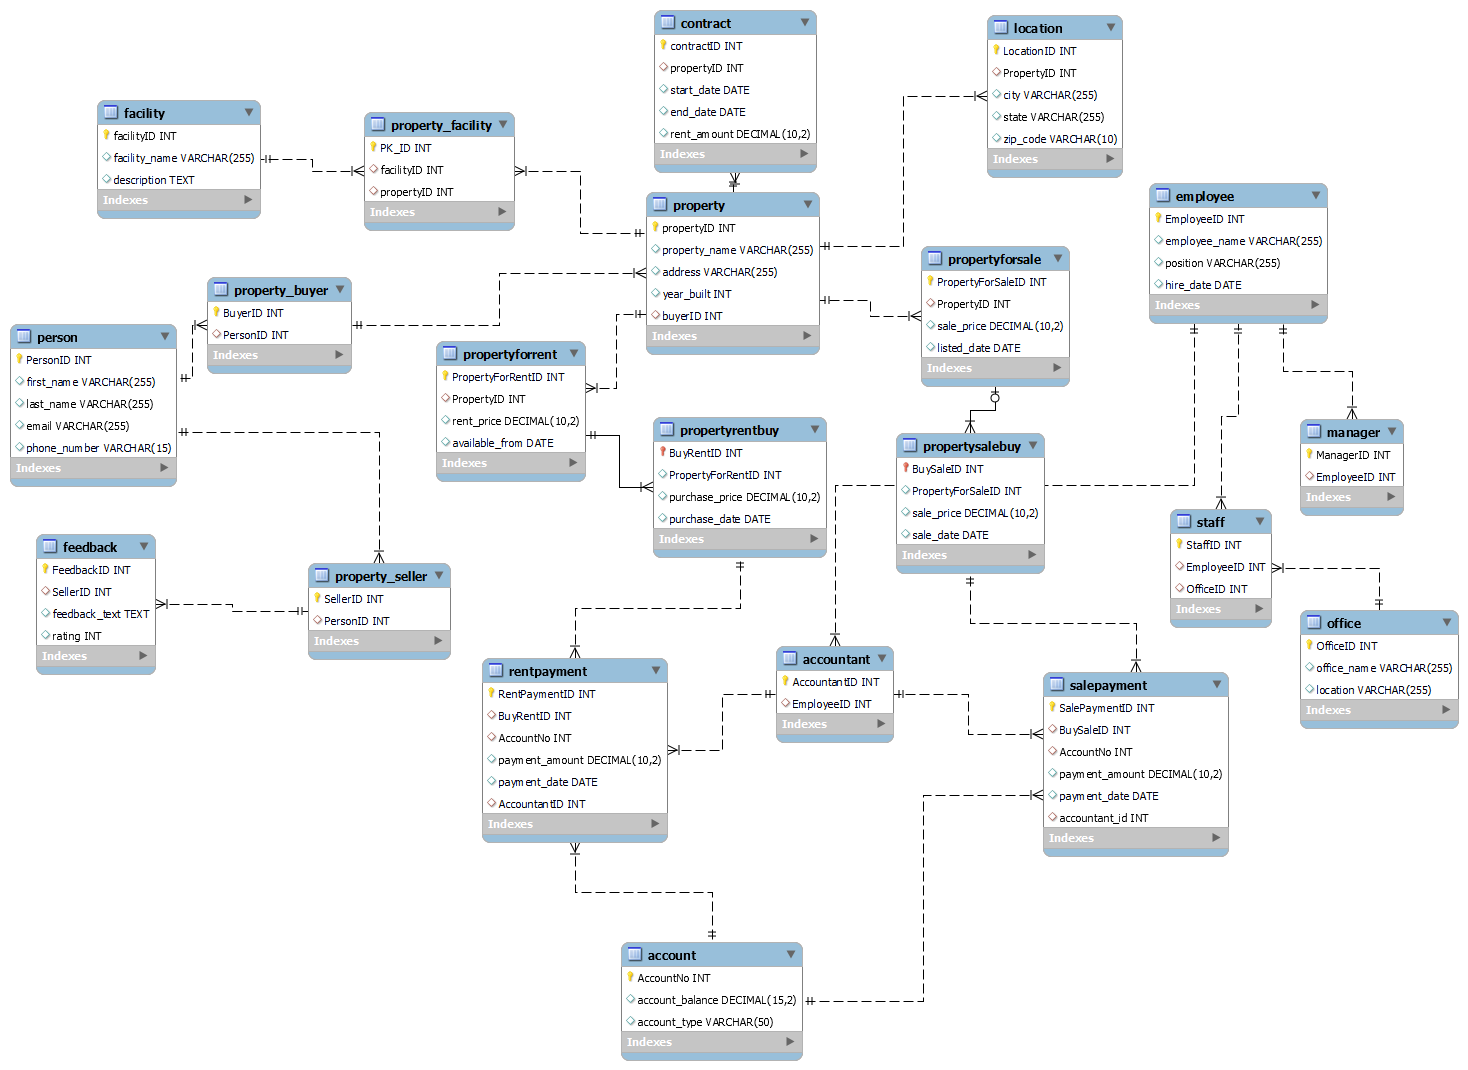 contract
contractID INT
propertyID INT
start_date DATE
end_date DATE
rent_amount DECIMAL(10,2)
Indexes
location
LocationID INT
PropertyID INT
city VARCHAR(255)
state VARCHAR(255)
zip_code VARCHAR(10)
Indexes
facility
facilityID INT
facility_name VARCHAR(255)
description TEXT
Indexes
property_facility
PK_ID INT
facilityID INT
propertyID INT
Indexes
property
propertyID INT
property_name VARCHAR(255)
address VARCHAR(255)
year_built INT
buyerID INT
Indexes
employee
EmployeeID INT
employee_name VARCHAR(255)
position VARCHAR(255)
hire_date DATE
Indexes
propertyforsale
PropertyForSaleID INT
PropertyID INT
sale_price DECIMAL(10,2)
listed_date DATE
Indexes
property_buyer
BuyerID INT
PersonID INT
Indexes
person
PersonID INT
first_name VARCHAR(255)
last_name VARCHAR(255)
email VARCHAR(255)
phone_number VARCHAR(15)
Indexes
propertyforrent
PropertyForRentID INT
PropertyID INT
rent_price DECIMAL(10,2)
available_from DATE
Indexes
propertyrentbuy
BuyRentID INT
PropertyForRentID INT
purchase_price DECIMAL(10,2)
purchase_date DATE
Indexes
propertysalebuy
BuySaleID INT
PropertyForSaleID INT
sale_price DECIMAL(10,2)
sale_date DATE
Indexes
manager
ManagerID INT
EmployeeID INT
Indexes
staff
StaffID INT
EmployeeID INT
OfficeID INT
Indexes
feedback
FeedbackID INT
SellerID INT
feedback_text TEXT
rating INT
Indexes
property_seller
SellerID INT
PersonID INT
Indexes
office
OfficeID INT
office_name VARCHAR(255)
location VARCHAR(255)
Indexes
rentpayment
RentPaymentID INT
BuyRentID INT
AccountNo INT
payment_amount DECIMAL(10,2)
payment_date DATE
AccountantID INT
Indexes
accountant
AccountantID INT
EmployeeID INT
Indexes
salepayment
SalePaymentID INT
BuySaleID INT
AccountNo INT
payment_amount DECIMAL(10,2)
payment_date DATE
accountant_id INT
Indexes
account
AccountNo INT
account_balance DECIMAL(15,2)
account_type VARCHAR(50)
Indexes